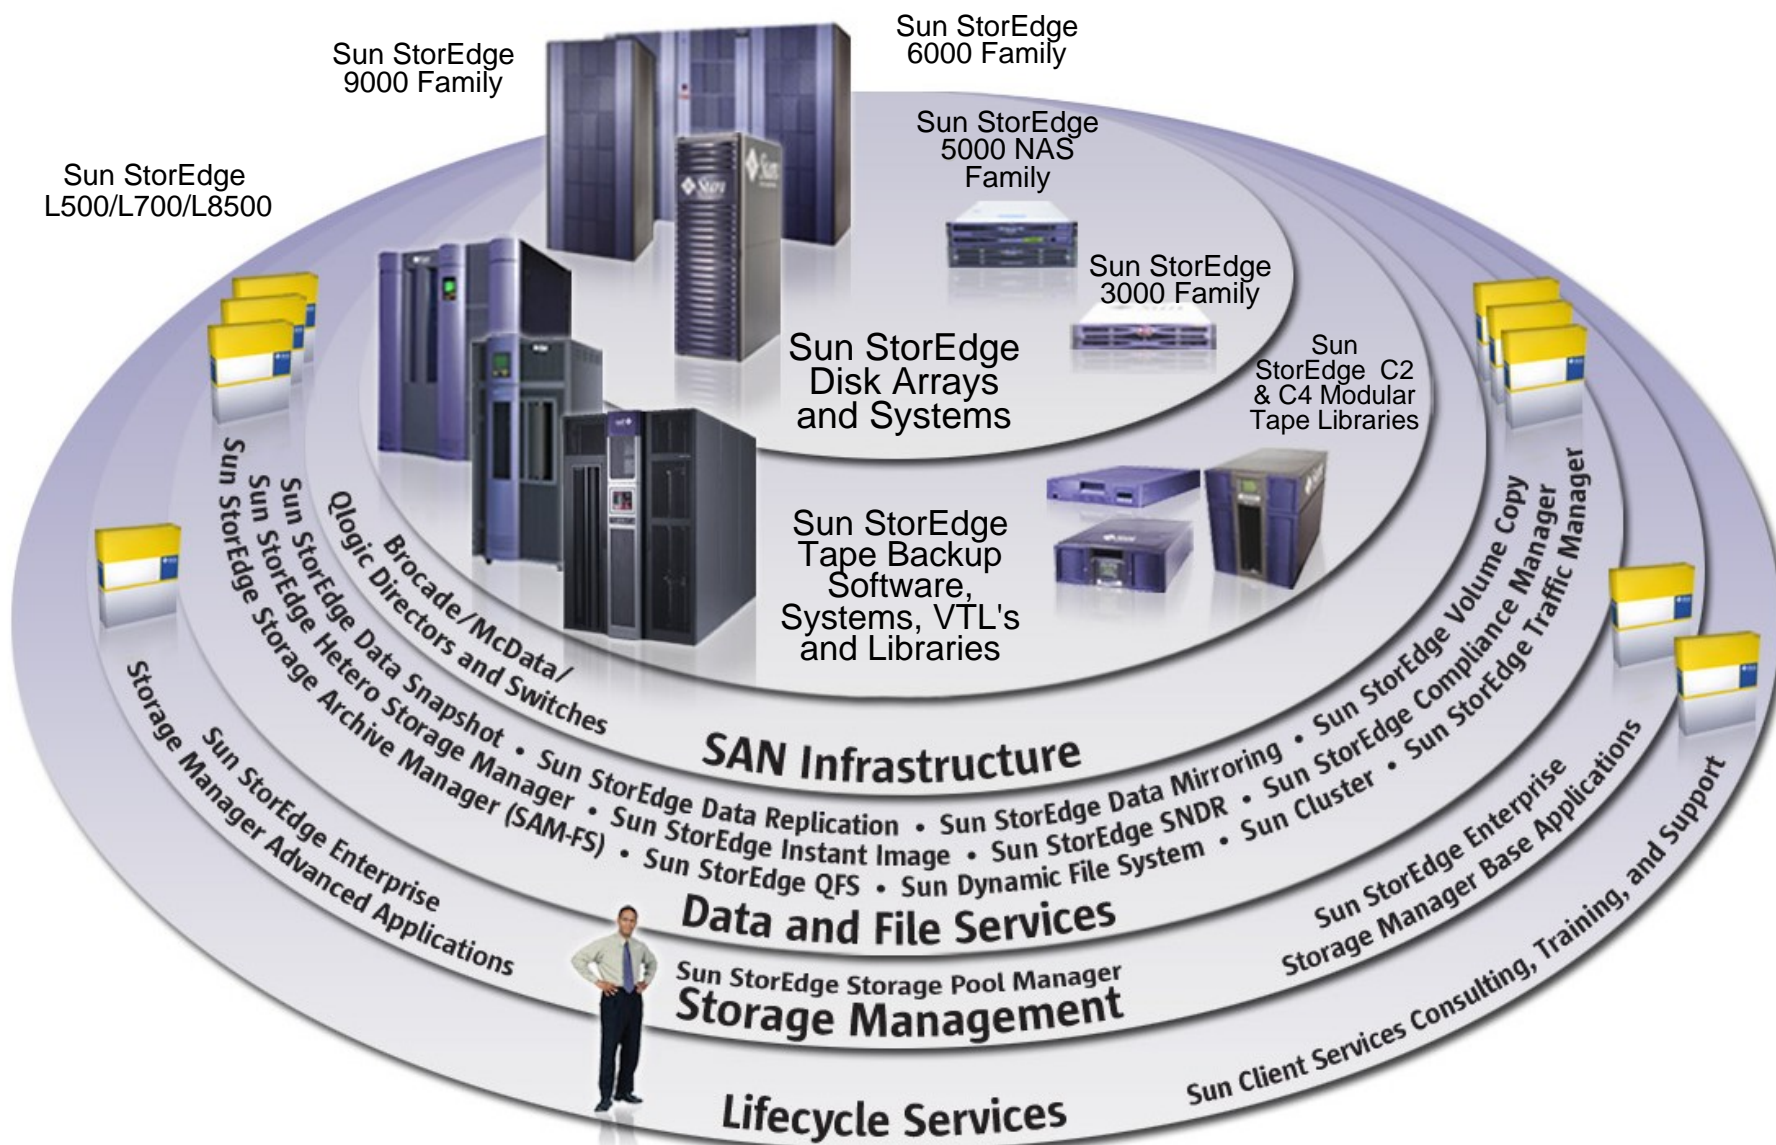 Sun StorEdge
9000 Family
Sun StorEdge
6000 Family
Sun StorEdge
5000 NAS
Family
Sun StorEdge
L500/L700/L8500
Sun StorEdge
3000 Family
Sun
Sun
Sun StorEdge
Disk Arrays
and Systems
Sun
StorEdge C2
& C4 Modular
Tape Libraries
Sun StorEdge
Tape Backup
Software,
Systems, VTL's
and Libraries
Brocade/McData/
Qlogic Directors and Switches
SAN Infrastructure
Sun StorEdge Data Snapshot • Sun StorEdge Data Replication • Sun StorEdge Data Mirroring • Sun StorEdge Volume Copy
Sun StorEdge Hetero Storage Manager • Sun StorEdge Instant Image • Sun StorEdge SNDR • Sun StorEdge Compliance Manager
Sun StorEdge Storage Archive Manager (SAM-FS) • Sun StorEdge QFS • Sun Dynamic File System • Sun Cluster • Sun StorEdge Traffic Manager
Data and File Services
Sun StorEdge Enterprise
Storage Manager Advanced Applications
Sun StorEdge Storage Pool Manager
Sun StorEdge Enterprise
Storage Manager Base Applications
Storage Management
Sun Client Services Consulting, Training, and Support
Lifecycle Services